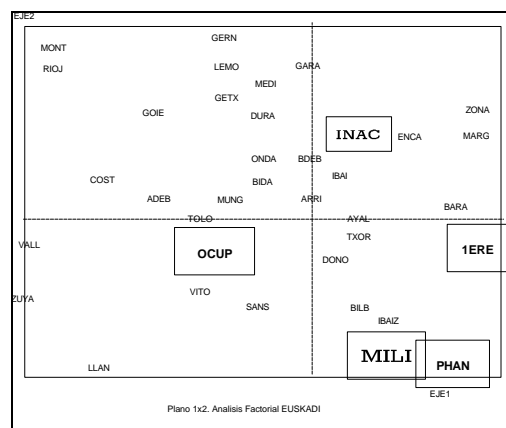 EJE2
GERN
MONT
RIOJ
LEMO
GARA
MEDI
GETX
GOIE
DURA
ZONA
INAC
ENCA
MARG
ONDA
BDEB
IBAI
COST
BIDA
ADEB
MUNG
ARRI
BARA
TOLO
AYAL
VALL
TXOR
OCUP
1ERE
DONO
VITO
ZUYA
SANS
BILB
IBAIZ
MILI
LLAN
PHAN
EJE1
Plano 1x2. Analisis Factorial EUSKADI